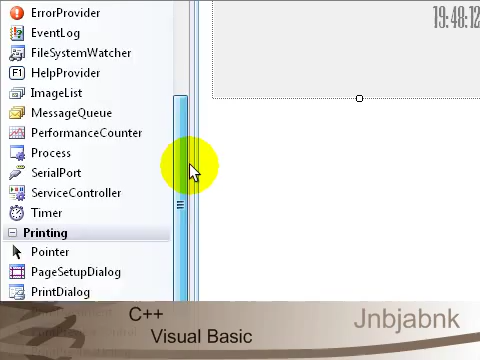 ErrorProvider
19:48:12
EventLog
FileSystemWatcher
HelpProvider
ImageList
MessageQueue
PerformanceCounter
Process
SerialPort
ServiceController
Timer
Printing
Pointer
PageSetupDialog
PrintDialog
C++
Visual Basic
Jnbjabnk